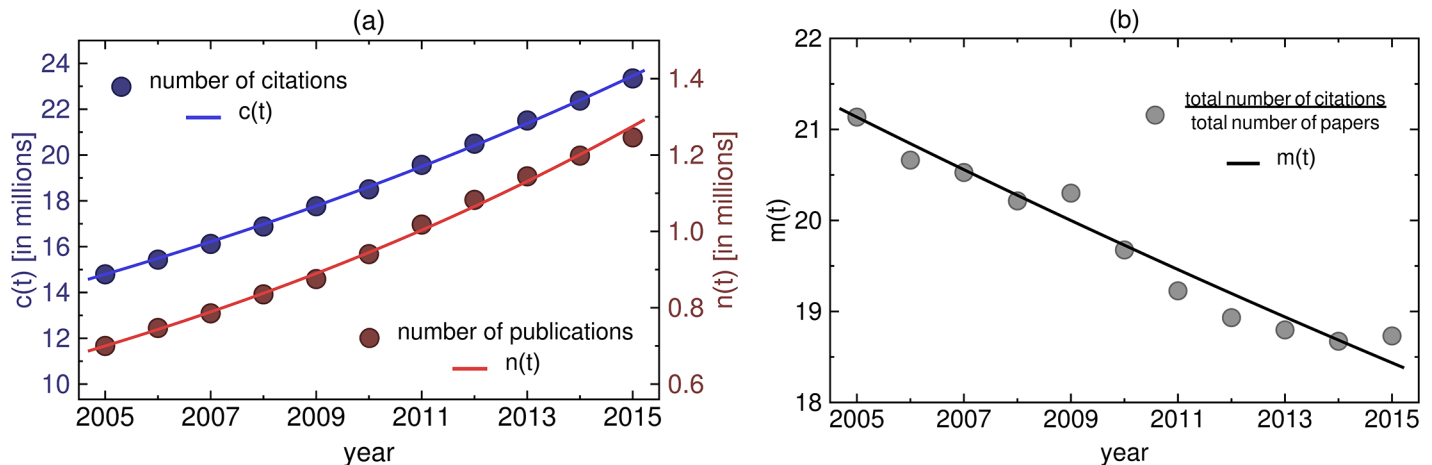 (a)
24
22
20
18
16
14
12
10
c(t) [in millions]
number of citations
c(t)
number of publications
n(t)
1.4
1.2
1.0
0.8
0.6
n(t) [in millions]
2005 2007 2009 2011 2013 2015
year
(b)
22
21
20
19
18
m(t)
total number of citations
total number of papers
m(t)
2005 2007 2009 2011 2013 2015
year